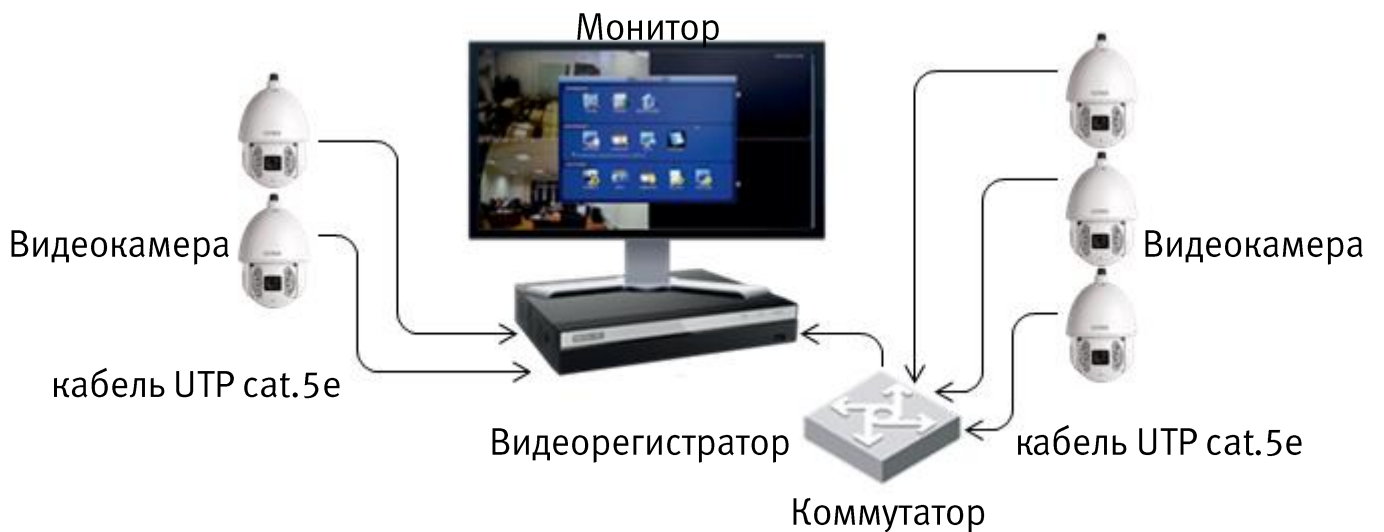 Монитор
Видеокамера
Видеокамера
кабель UTP cat.5e
Видеорегистратор
кабель UTP cat.5e
Коммутатор